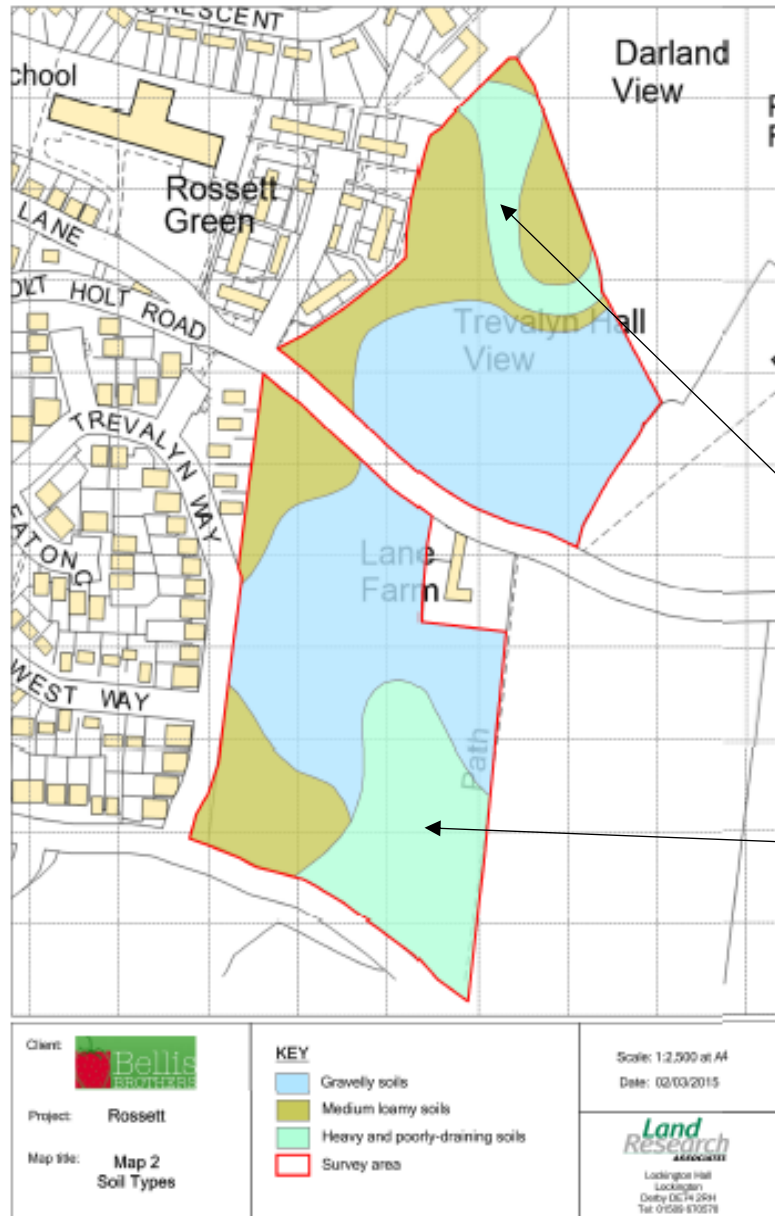 CRESCENT
Darland
View
chool
Rossett
Green
LANE
HOLT ROAD
Trevalyn Hall
View
TREVALYN WAY
Lane
Farm
EATON
WEST WAY
Path
Client:
Bellis
BROTHERS
Project: Rossett
Map title: Map 2
Soil Types
KEY
Gravelly soils
Medium loamy soils
Heavy and poorly-draining soils
Survey area
Scale: 1:2,500 at A4
Date: 02/03/2015
Land
Research
ASSOCIATES
Lockington Hall
Lockington
Derby DE74 2RH